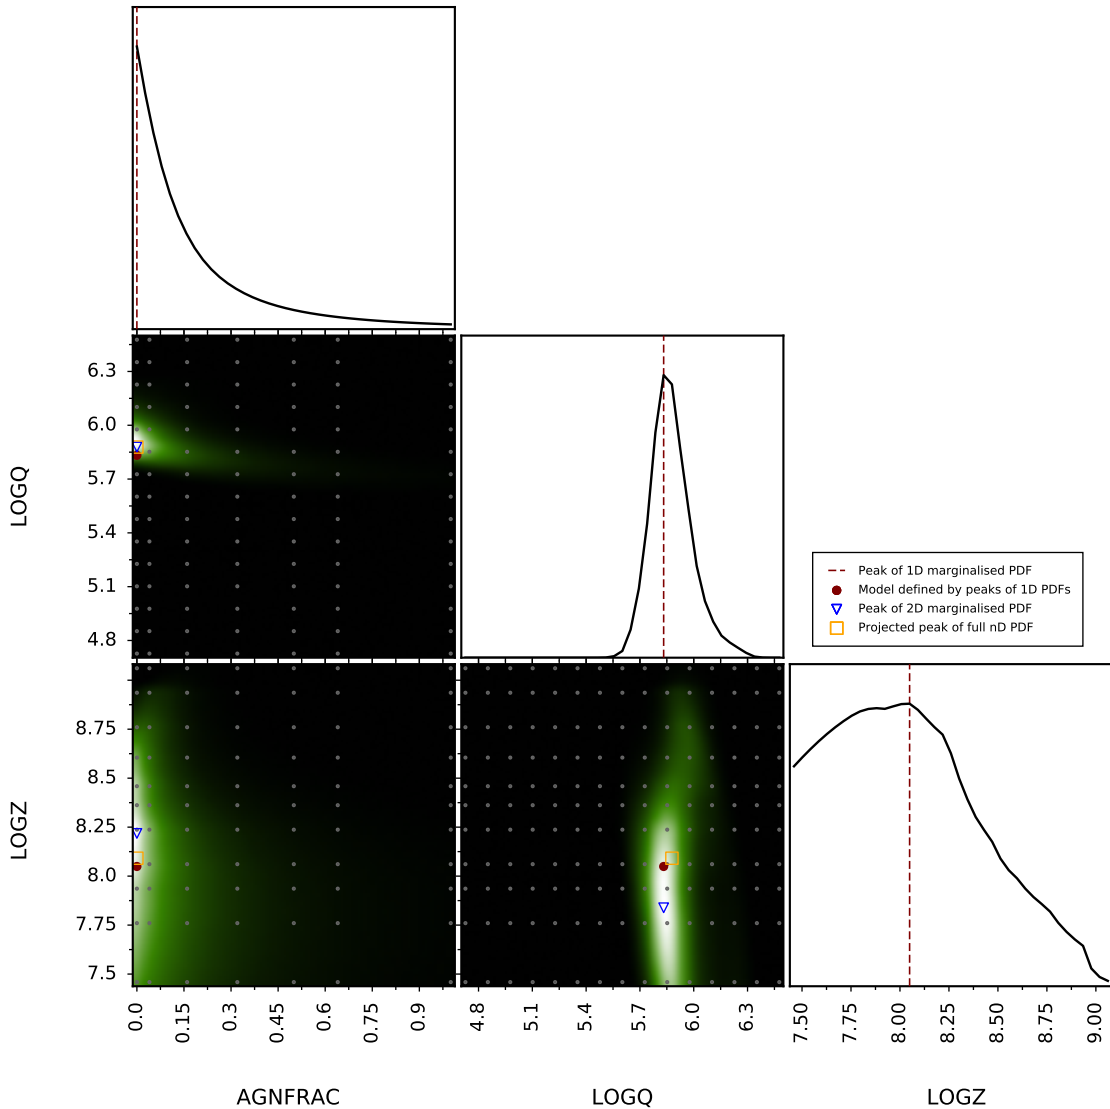 6.3
6.0
5.7
5.4
5.1
4.8
LOGQ
Peak of 1D marginalised PDF
Model defined by peaks of 1D PDFs
Peak of 2D marginalised PDF
Projected peak of full nD PDF
8.75
8.5
8.25
8.0
7.75
7.5
LOGZ
0.0 0.15 0.3 0.45 0.6 0.75 0.9
4.8 5.1 5.4 5.7 6.0 6.3
7.50 7.75 8.00 8.25 8.50 8.75 9.00
AGNFRAC LOGQ LOGZ